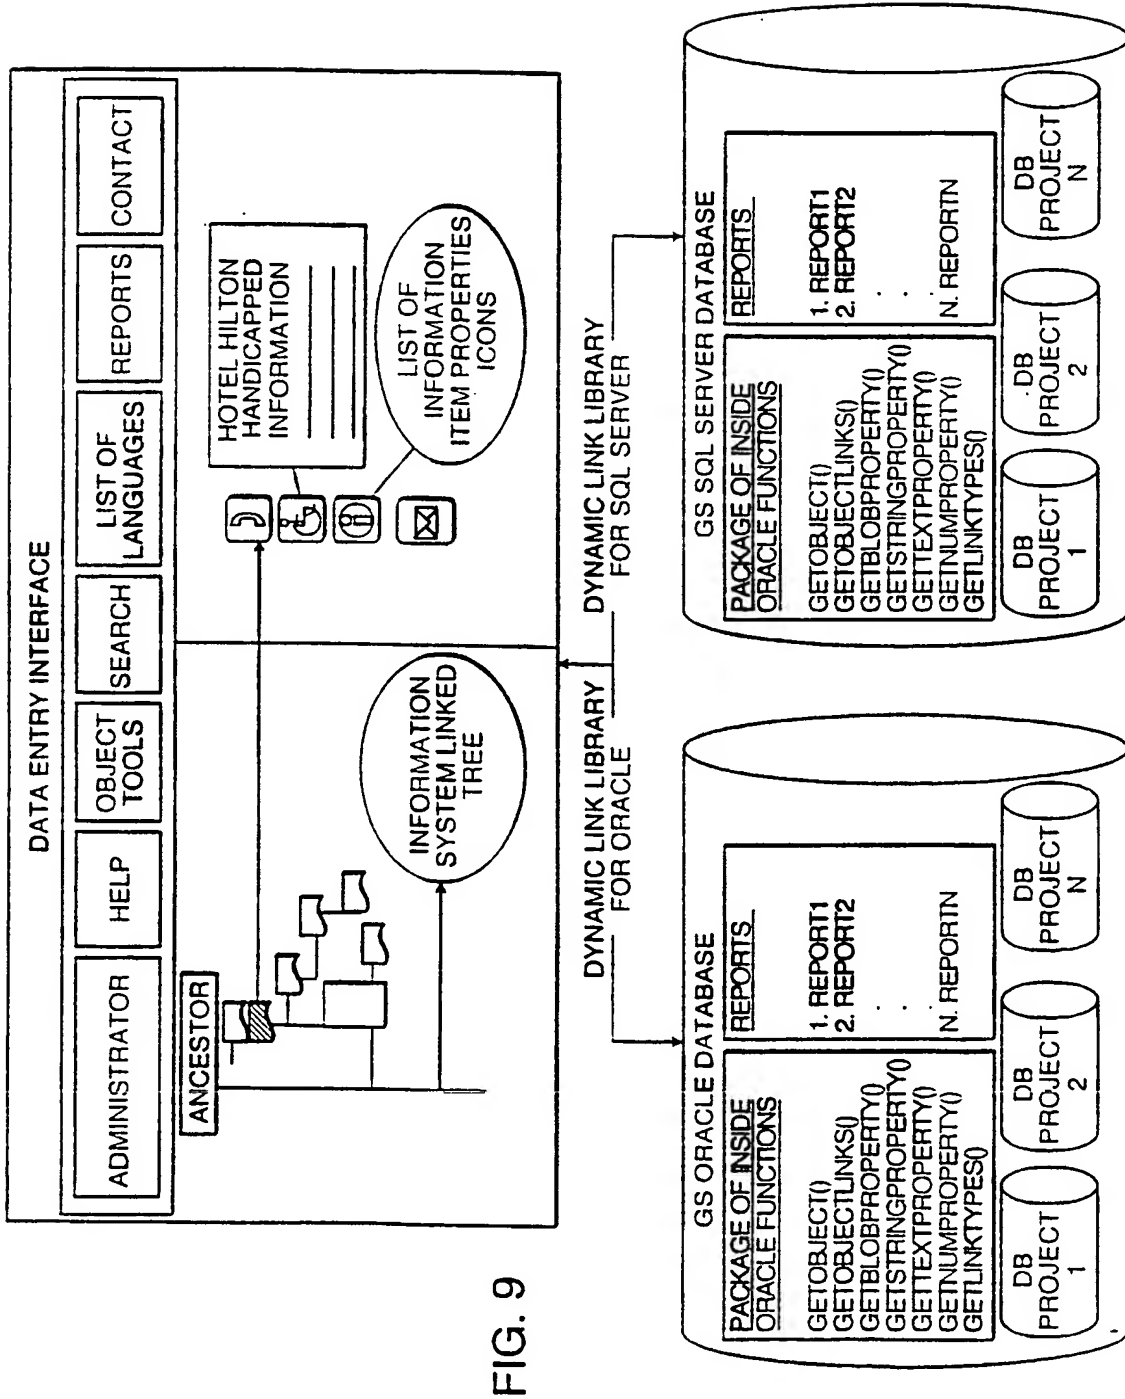 DATA ENTRY INTERFACE
ADMINISTRATOR
HELP
OBJECT
TOOLS
SEARCH
LIST OF
LANGUAGES
REPORTS
CONTACT
ANCESTOR
INFORMATION
SYSTEM LINKED
TREE
HOTEL HILTON
HANDICAPPED
INFORMATION
LIST OF
INFORMATION
ITEM PROPERTIES
ICONS
DYNAMIC LINK LIBRARY
FOR ORACLE
DYNAMIC LINK LIBRARY
FOR SQL SERVER
GS ORACLE DATABASE
PACKAGE OF INSIDE
ORACLE FUNCTIONS
GETOBJECT()
GETOBJECTLINKS()
GETBLOBPROPERTY()
GETSTRINGPROPERTY()
GETTEXTPROPERTY()
GETNUMPROPERTY()
GETLINKTYPES()
REPORTS
1. REPORT1
2. REPORT2
.
.
N. REPORTN
DB
PROJECT
1
DB
PROJECT
2
DB
PROJECT
N
GS SQL SERVER DATABASE
PACKAGE OF INSIDE
ORACLE FUNCTIONS
GETOBJECT()
GETOBJECTLINKS()
GETBLOBPROPERTY()
GETSTRINGPROPERTY()
GETTEXTPROPERTY()
GETNUMPROPERTY()
GETLINKTYPES()
REPORTS
1. REPORT1
2. REPORT2
.
.
N. REPORTN
DB
PROJECT
1
DB
PROJECT
2
DB
PROJECT
N
FIG. 9